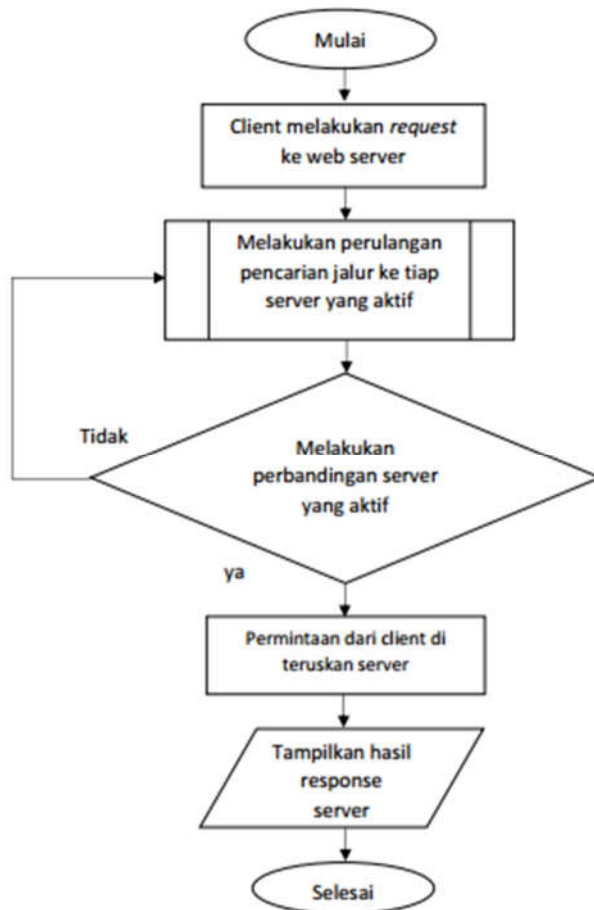 Mulai
Client melakukan request
ke web server
Melakukan perulangan
pencarian jalur ke tiap
server yang aktif
Tidak
Melakukan
perbandingan server
yang aktif
ya
Permintaan dari client di
teruskan server
Tampilkan hasil
response
server
Selesai